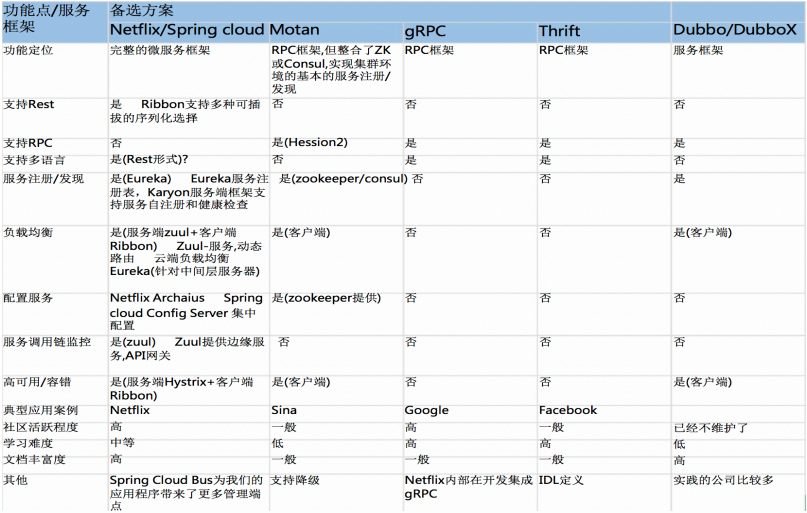 功能点/服务框架 备选方案
Netflix/Spring cloud Motan gRPC Thrift Dubbo/DubboX
功能定位 完整的微服务框架 RPC框架,但整合了ZK或Consul,实现集群环境的基本的服务注册/发现 RPC框架 RPC框架 服务框架
支持Rest 是 Ribbon支持多种可插拔的序列化选择 否 否 否 否
支持RPC 否 是(Hession2) 是 是 是
支持多语言 是(Rest形式)? 否 是 是 否
服务注册/发现 是(Eureka) Eureka服务注册表，Karyon服务端框架支持服务自注册和健康检查 是(zookeeper/consul) 否 否 是
负载均衡 是(服务端zuul+客户端Ribbon) Zuul-服务,动态路由 云端负载均衡 Eureka(针对中间层服务器) 是(客户端) 否 否 是(客户端)
配置服务 Netflix Archaius Spring cloud Config Server 集中配置 是(zookeeper提供) 否 否 否
服务调用链监控 是(zuul) Zuul提供边缘服务,API网关 否 否 否 否
高可用/容错 是(服务端Hystrix+客户端Ribbon) 是(客户端) 否 否 是(客户端)
典型应用案例 Netflix Sina Google Facebook
社区活跃程度 高 一般 高 一般 已经不维护了
学习难度 中等 低 高 高 低
文档丰富度 高 一般 一般 一般 高
其他 Spring Cloud Bus为我们的应用程序带来了更多管理端点 支持降级 Netflix内部在开发集成gRPC IDL定义 实践的公司比较多